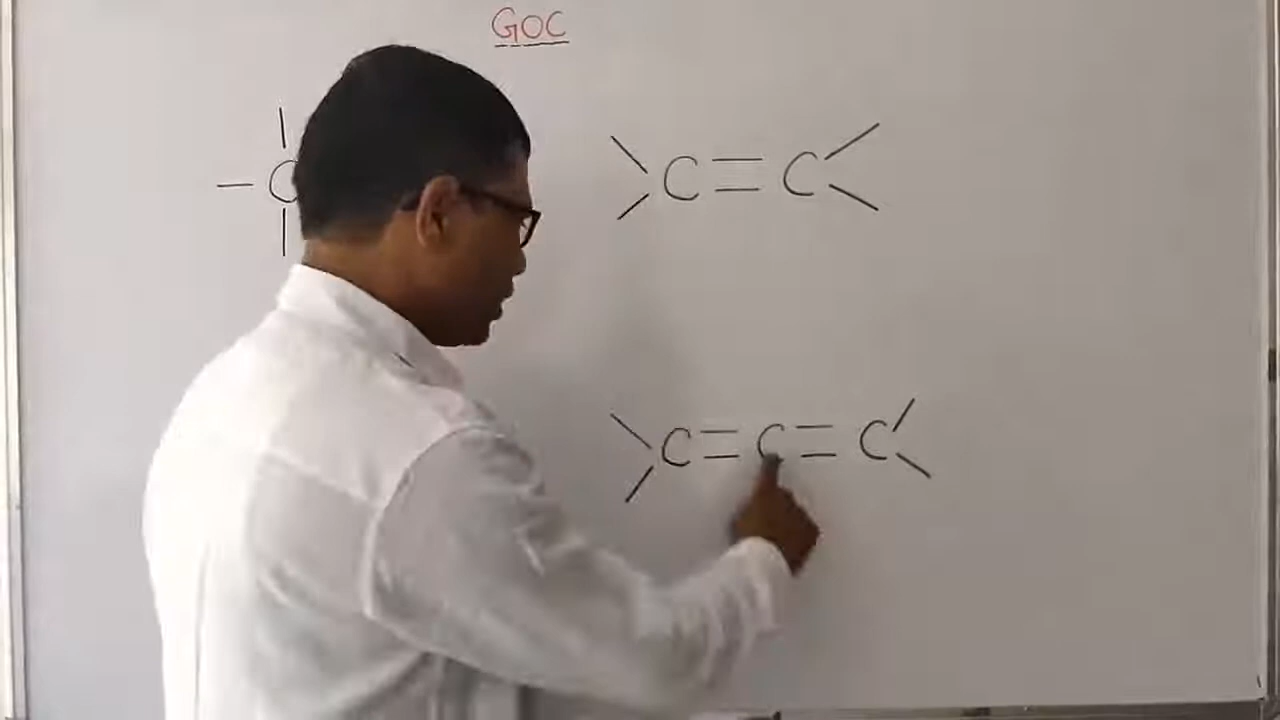 GOC
C
C = C
C = C = C